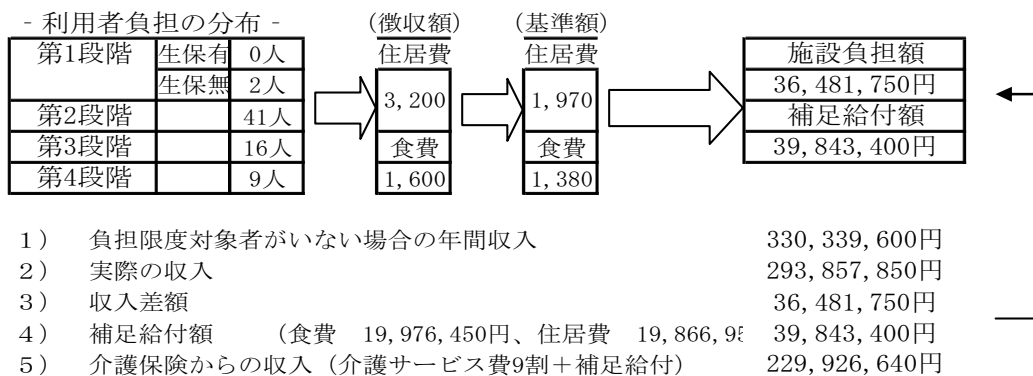 - 利用者負担の分布 -
(徴収額) (基準額)
第1段階 生保有 0人 住居費 住居費 施設負担額
生保無 2人 3,200 1,970 36,481,750円
第2段階 41人 補足給付額
第3段階 16人 食費 食費 39,843,400円
第4段階 9人 1,600 1,380
1） 負担限度対象者がいない場合の年間収入 330,339,600円
2） 実際の収入 293,857,850円
3） 収入差額 36,481,750円
4） 補足給付額 (食費 19,976,450円、住居費 19,866,95 39,843,400円
5） 介護保険からの収入（介護サービス費9割＋補足給付） 229,926,640円